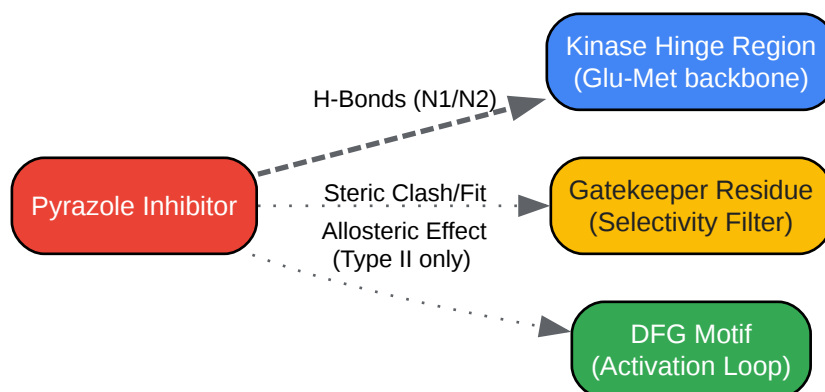 Kinase Hinge Region
(Glu-Met backbone)
H-Bonds (N1/N2)
Pyrazole Inhibitor
Steric Clash/Fit
Gatekeeper Residue
(Selectivity Filter)
Allosteric Effect
(Type II only)
DFG Motif
(Activation Loop)